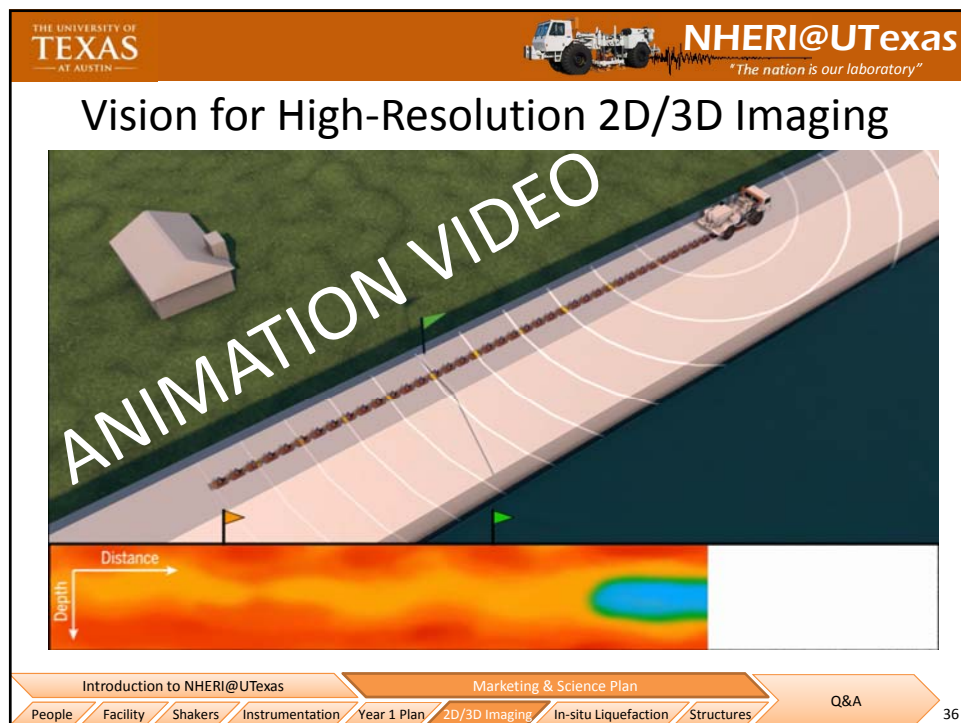 THE UNIVERSITY OF
TEXAS
AT AUSTIN
NHERI@UTexas
"The nation is our laboratory"
Vision for High-Resolution 2D/3D Imaging
ANIMATION VIDEO
Distance
Depth
Introduction to NHERI@UTexas
Marketing & Science Plan
Q&A
People
Facility
Shakers
Instrumentation
Year 1 Plan
2D/3D Imaging
In-situ Liquefaction
Structures
36